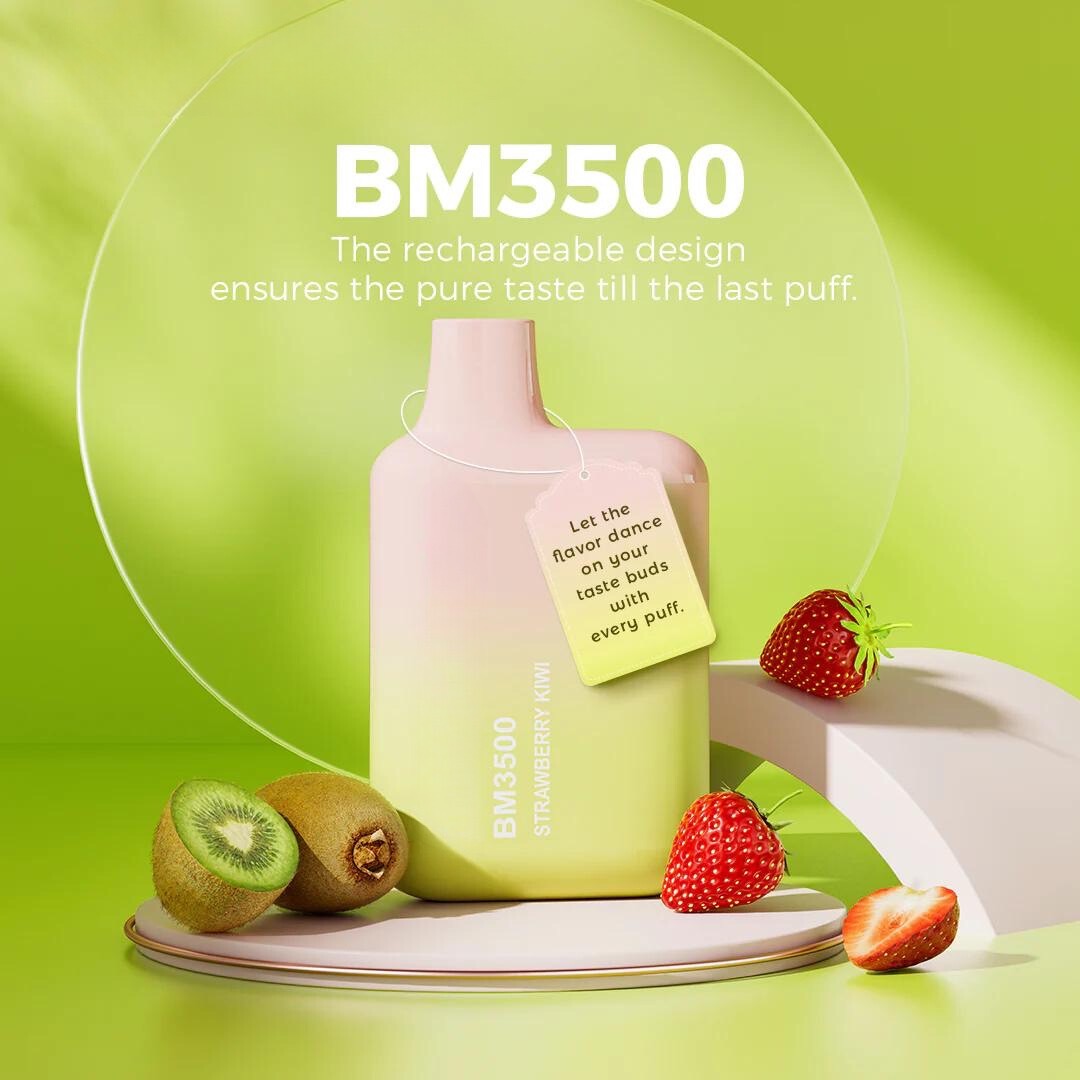 BM3500
The rechargeable design
ensures the pure taste till the last puff.
Let the
flavor dance
on your
taste buds
with
every puff.
BM3500
STRAWBERRY KIWI